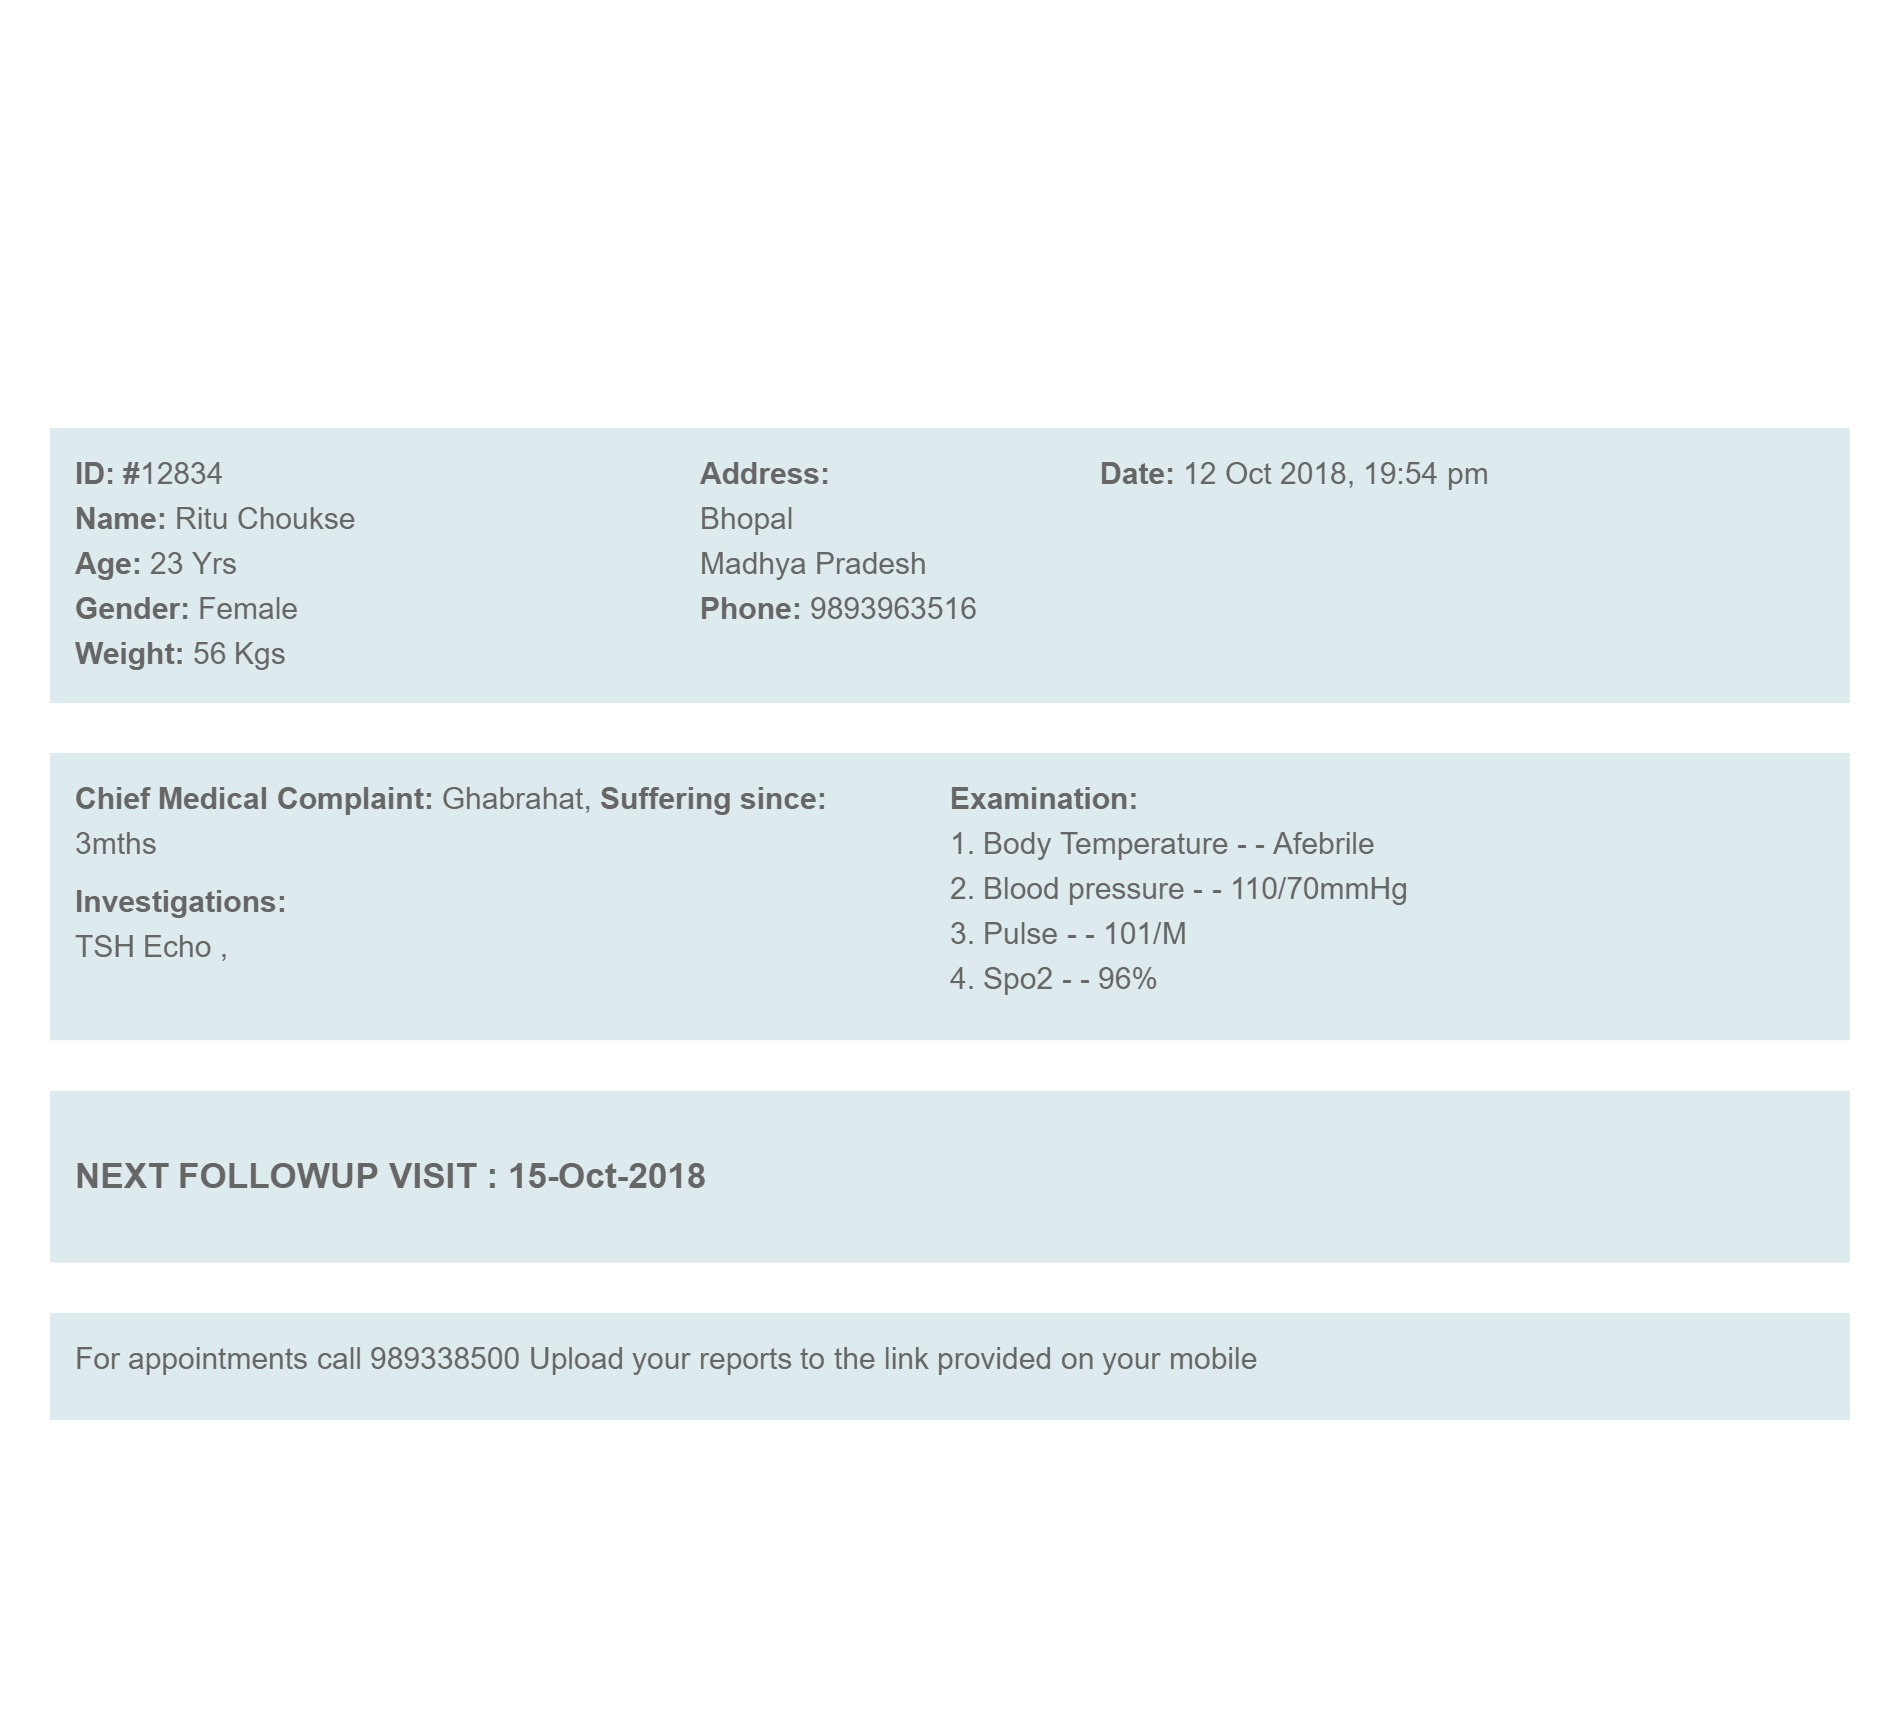 ID: #12834
Name: Ritu Choukse
Age: 23 Yrs
Gender: Female
Weight: 56 Kgs
Address:
Bhopal
Madhya Pradesh
Phone: 9893963516
Date: 12 Oct 2018, 19:54 pm
Chief Medical Complaint: Ghabrahat, Suffering since:
3mths
Investigations:
TSH Echo ,
Examination:
1. Body Temperature - - Afebrile
2. Blood pressure - - 110/70mmHg
3. Pulse - - 101/M
4. Spo2 - - 96%
NEXT FOLLOWUP VISIT : 15-Oct-2018
For appointments call 989338500 Upload your reports to the link provided on your mobile